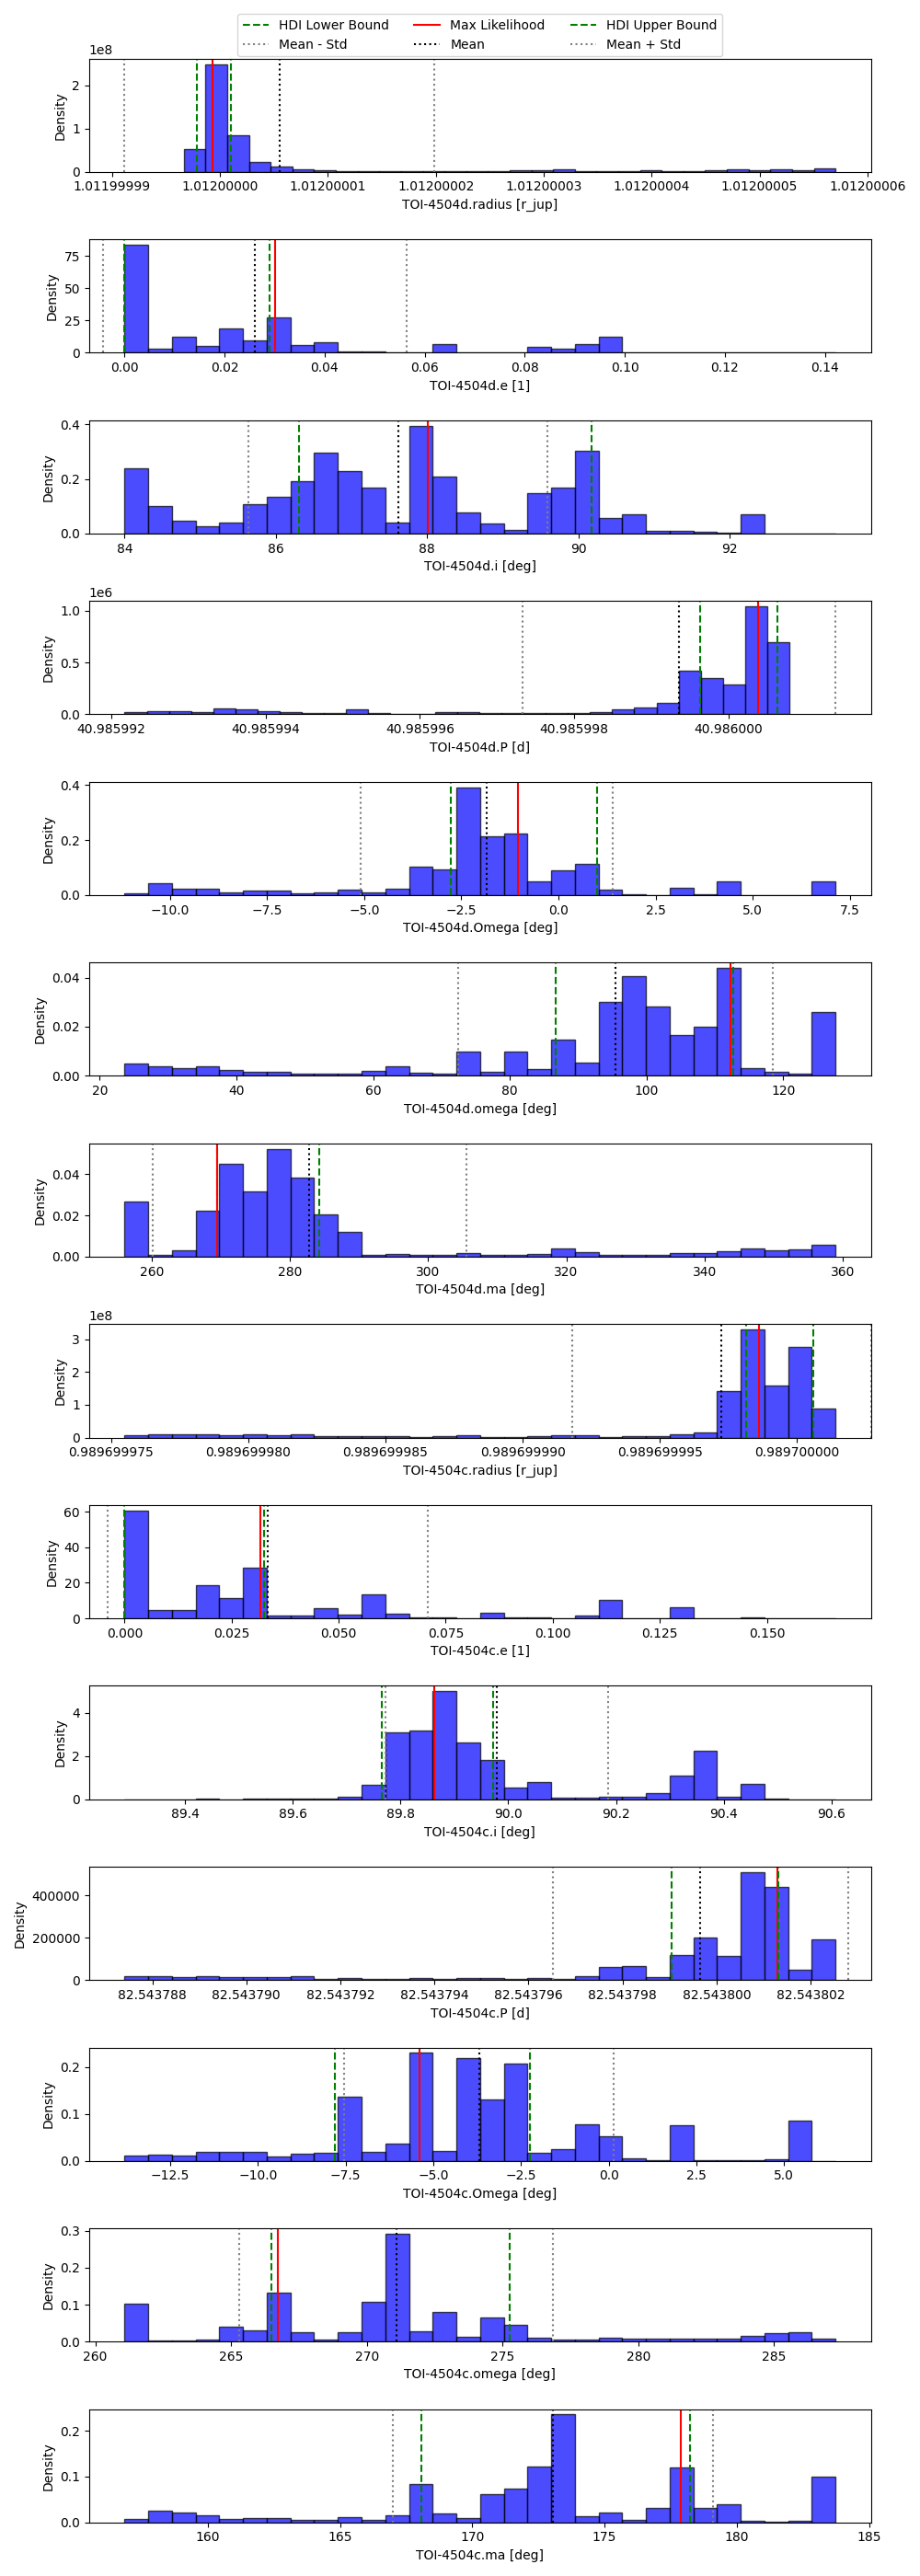 HDI Lower Bound Max Likelihood HDI Upper Bound
Mean - Std Mean Mean + Std
1e8
2
1
0
Density
1.01199999 1.01200000 1.01200001 1.01200002 1.01200003 1.01200004 1.01200005 1.01200006
TOI-4504d.radius [r_jup]
75
50
25
0
Density
0.00 0.02 0.04 0.06 0.08 0.10 0.12 0.14
TOI-4504d.e [1]
0.4
0.2
0.0
Density
84 86 88 90 92
TOI-4504d.i [deg]
1e6
1.0
0.5
0.0
Density
40.985992 40.985994 40.985996 40.985998 40.986000
TOI-4504d.P [d]
0.4
0.2
0.0
Density
−10.0 −7.5 −5.0 −2.5 0.0 2.5 5.0 7.5
TOI-4504d.Omega [deg]
0.04
0.02
0.00
Density
20 40 60 80 100 120
TOI-4504d.omega [deg]
0.04
0.02
0.00
Density
260 280 300 320 340 360
TOI-4504d.ma [deg]
1e8
3
2
1
0
Density
0.989699975 0.989699980 0.989699985 0.989699990 0.989699995 0.989700000
TOI-4504c.radius [r_jup]
60
40
20
0
Density
0.000 0.025 0.050 0.075 0.100 0.125 0.150
TOI-4504c.e [1]
4
2
0
Density
89.4 89.6 89.8 90.0 90.2 90.4 90.6
TOI-4504c.i [deg]
400000
200000
0
Density
82.543788 82.543790 82.543792 82.543794 82.543796 82.543798 82.543800 82.543802
TOI-4504c.P [d]
0.2
0.1
0.0
Density
−12.5 −10.0 −7.5 −5.0 −2.5 0.0 2.5 5.0
TOI-4504c.Omega [deg]
0.3
0.2
0.1
0.0
Density
260 265 270 275 280 285
TOI-4504c.omega [deg]
0.2
0.1
0.0
Density
160 165 170 175 180 185
TOI-4504c.ma [deg]